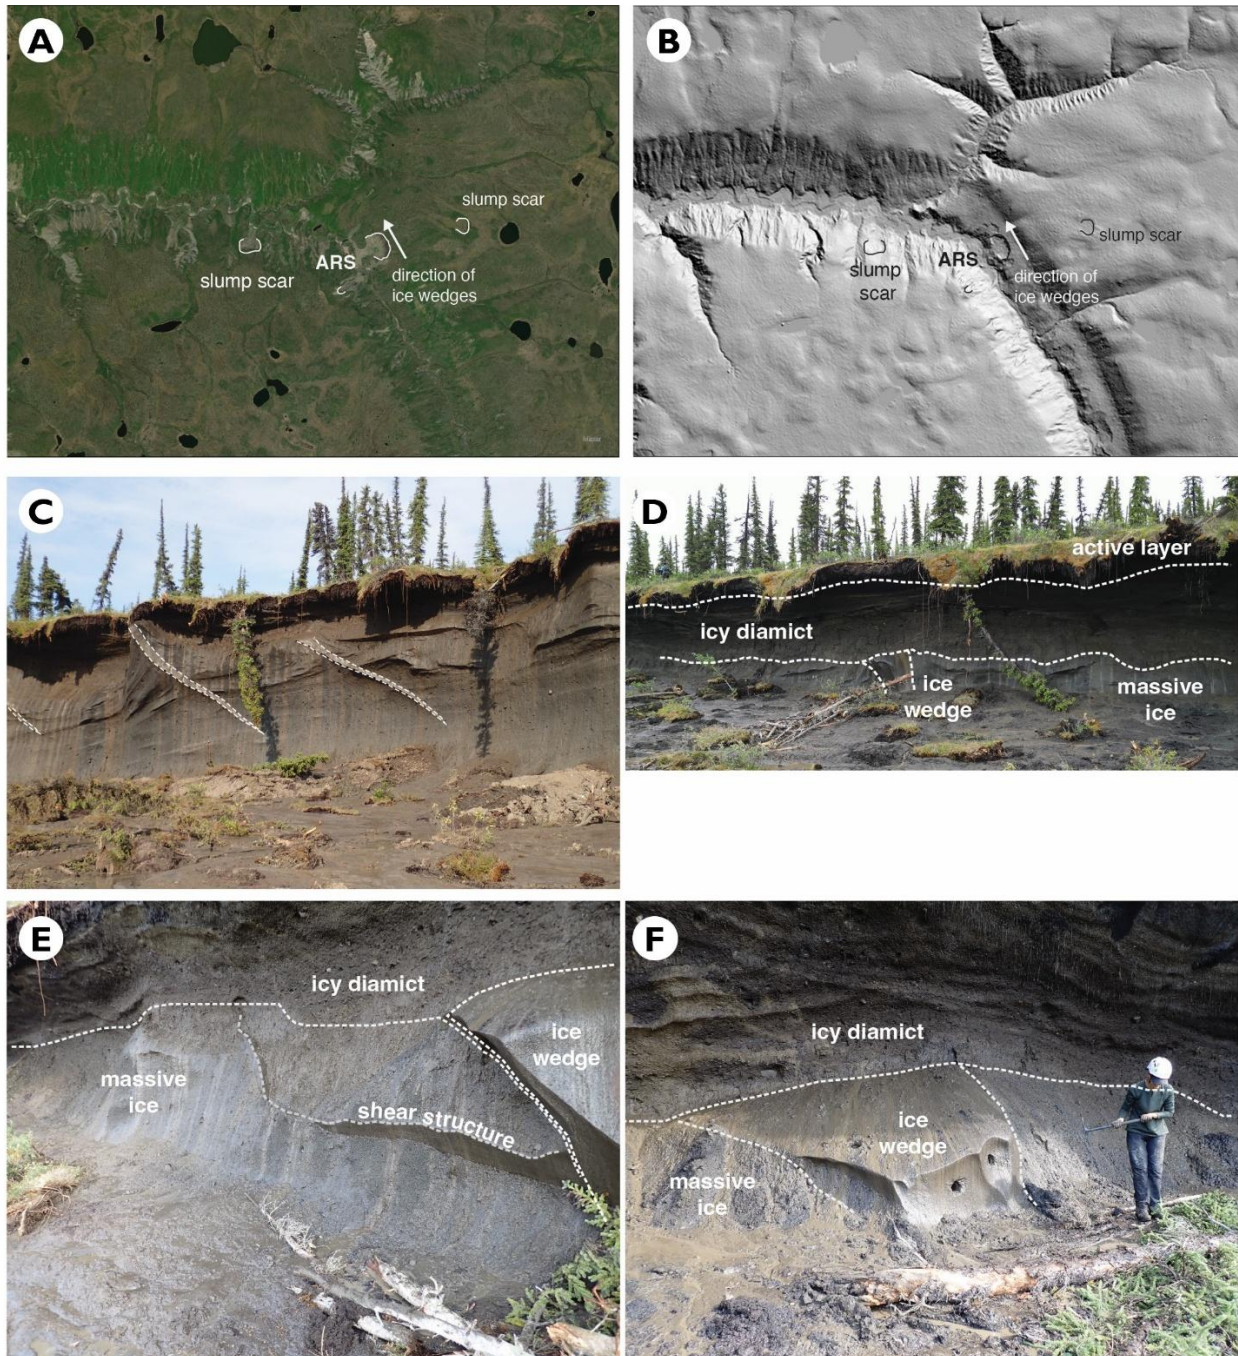 A
slump scar
slump scar
ARS
direction of
ice wedges
B
slump scar
slump
scar
ARS
direction of
ice wedges
C
D
active layer
icy diamict
ice
wedge
massive
ice
E
icy diamict
ice
wedge
massive
ice
shear structure
F
icy diamict
ice
wedge
massive
ice